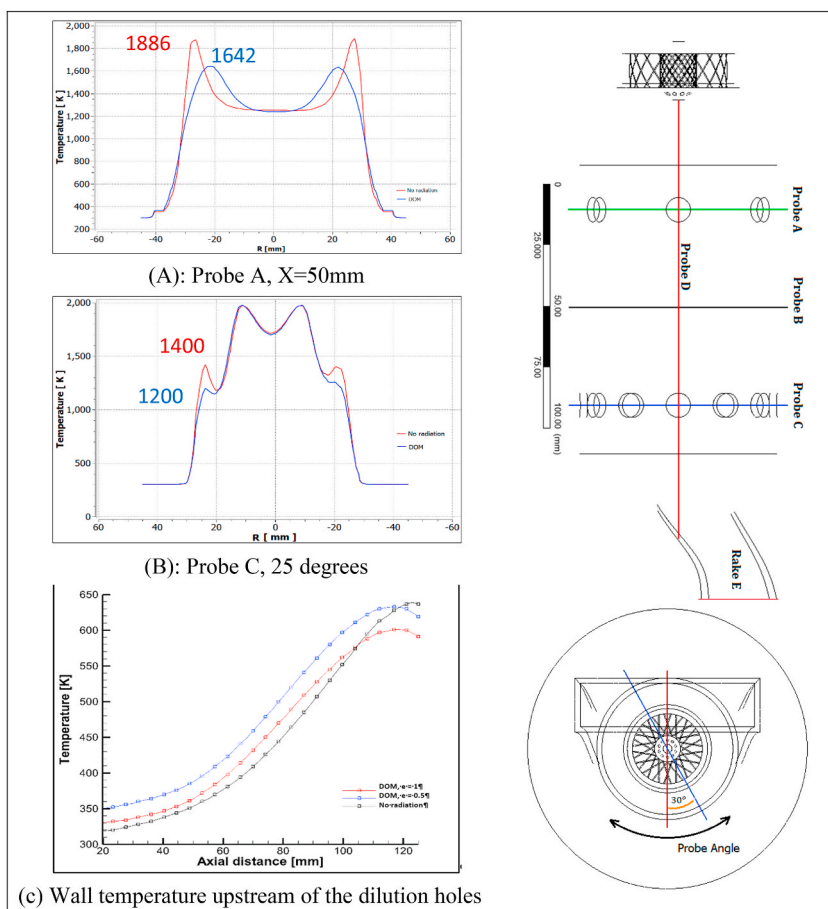 2,000
1,800
1,600
1,400
1,200
1,000
800
600
400
200
Temperature [ K]
1886
1642
No radiation
DOM
-60
-40
-20
0
20
40
60
R [mm]
(A): Probe A, X=50mm
2,000
1,500
1,000
500
0
Temperature [ K]
1400
1200
No radiation
DOM
60
40
20
0
-20
-40
-60
R [ mm]
(B): Probe C, 25 degrees
650
600
550
500
450
400
350
300
Temperature [K]
DOM,·e·=·1¶
DOM,·e·=·0.5¶
No·radiation¶
20
40
60
80
100
120
Axial distance [mm]
(c) Wall temperature upstream of the dilution holes
0
25.000
50.00
75.00
100.00 (mm)
Probe A
Probe D
Probe B
Probe C
Rake E
30°
Probe Angle